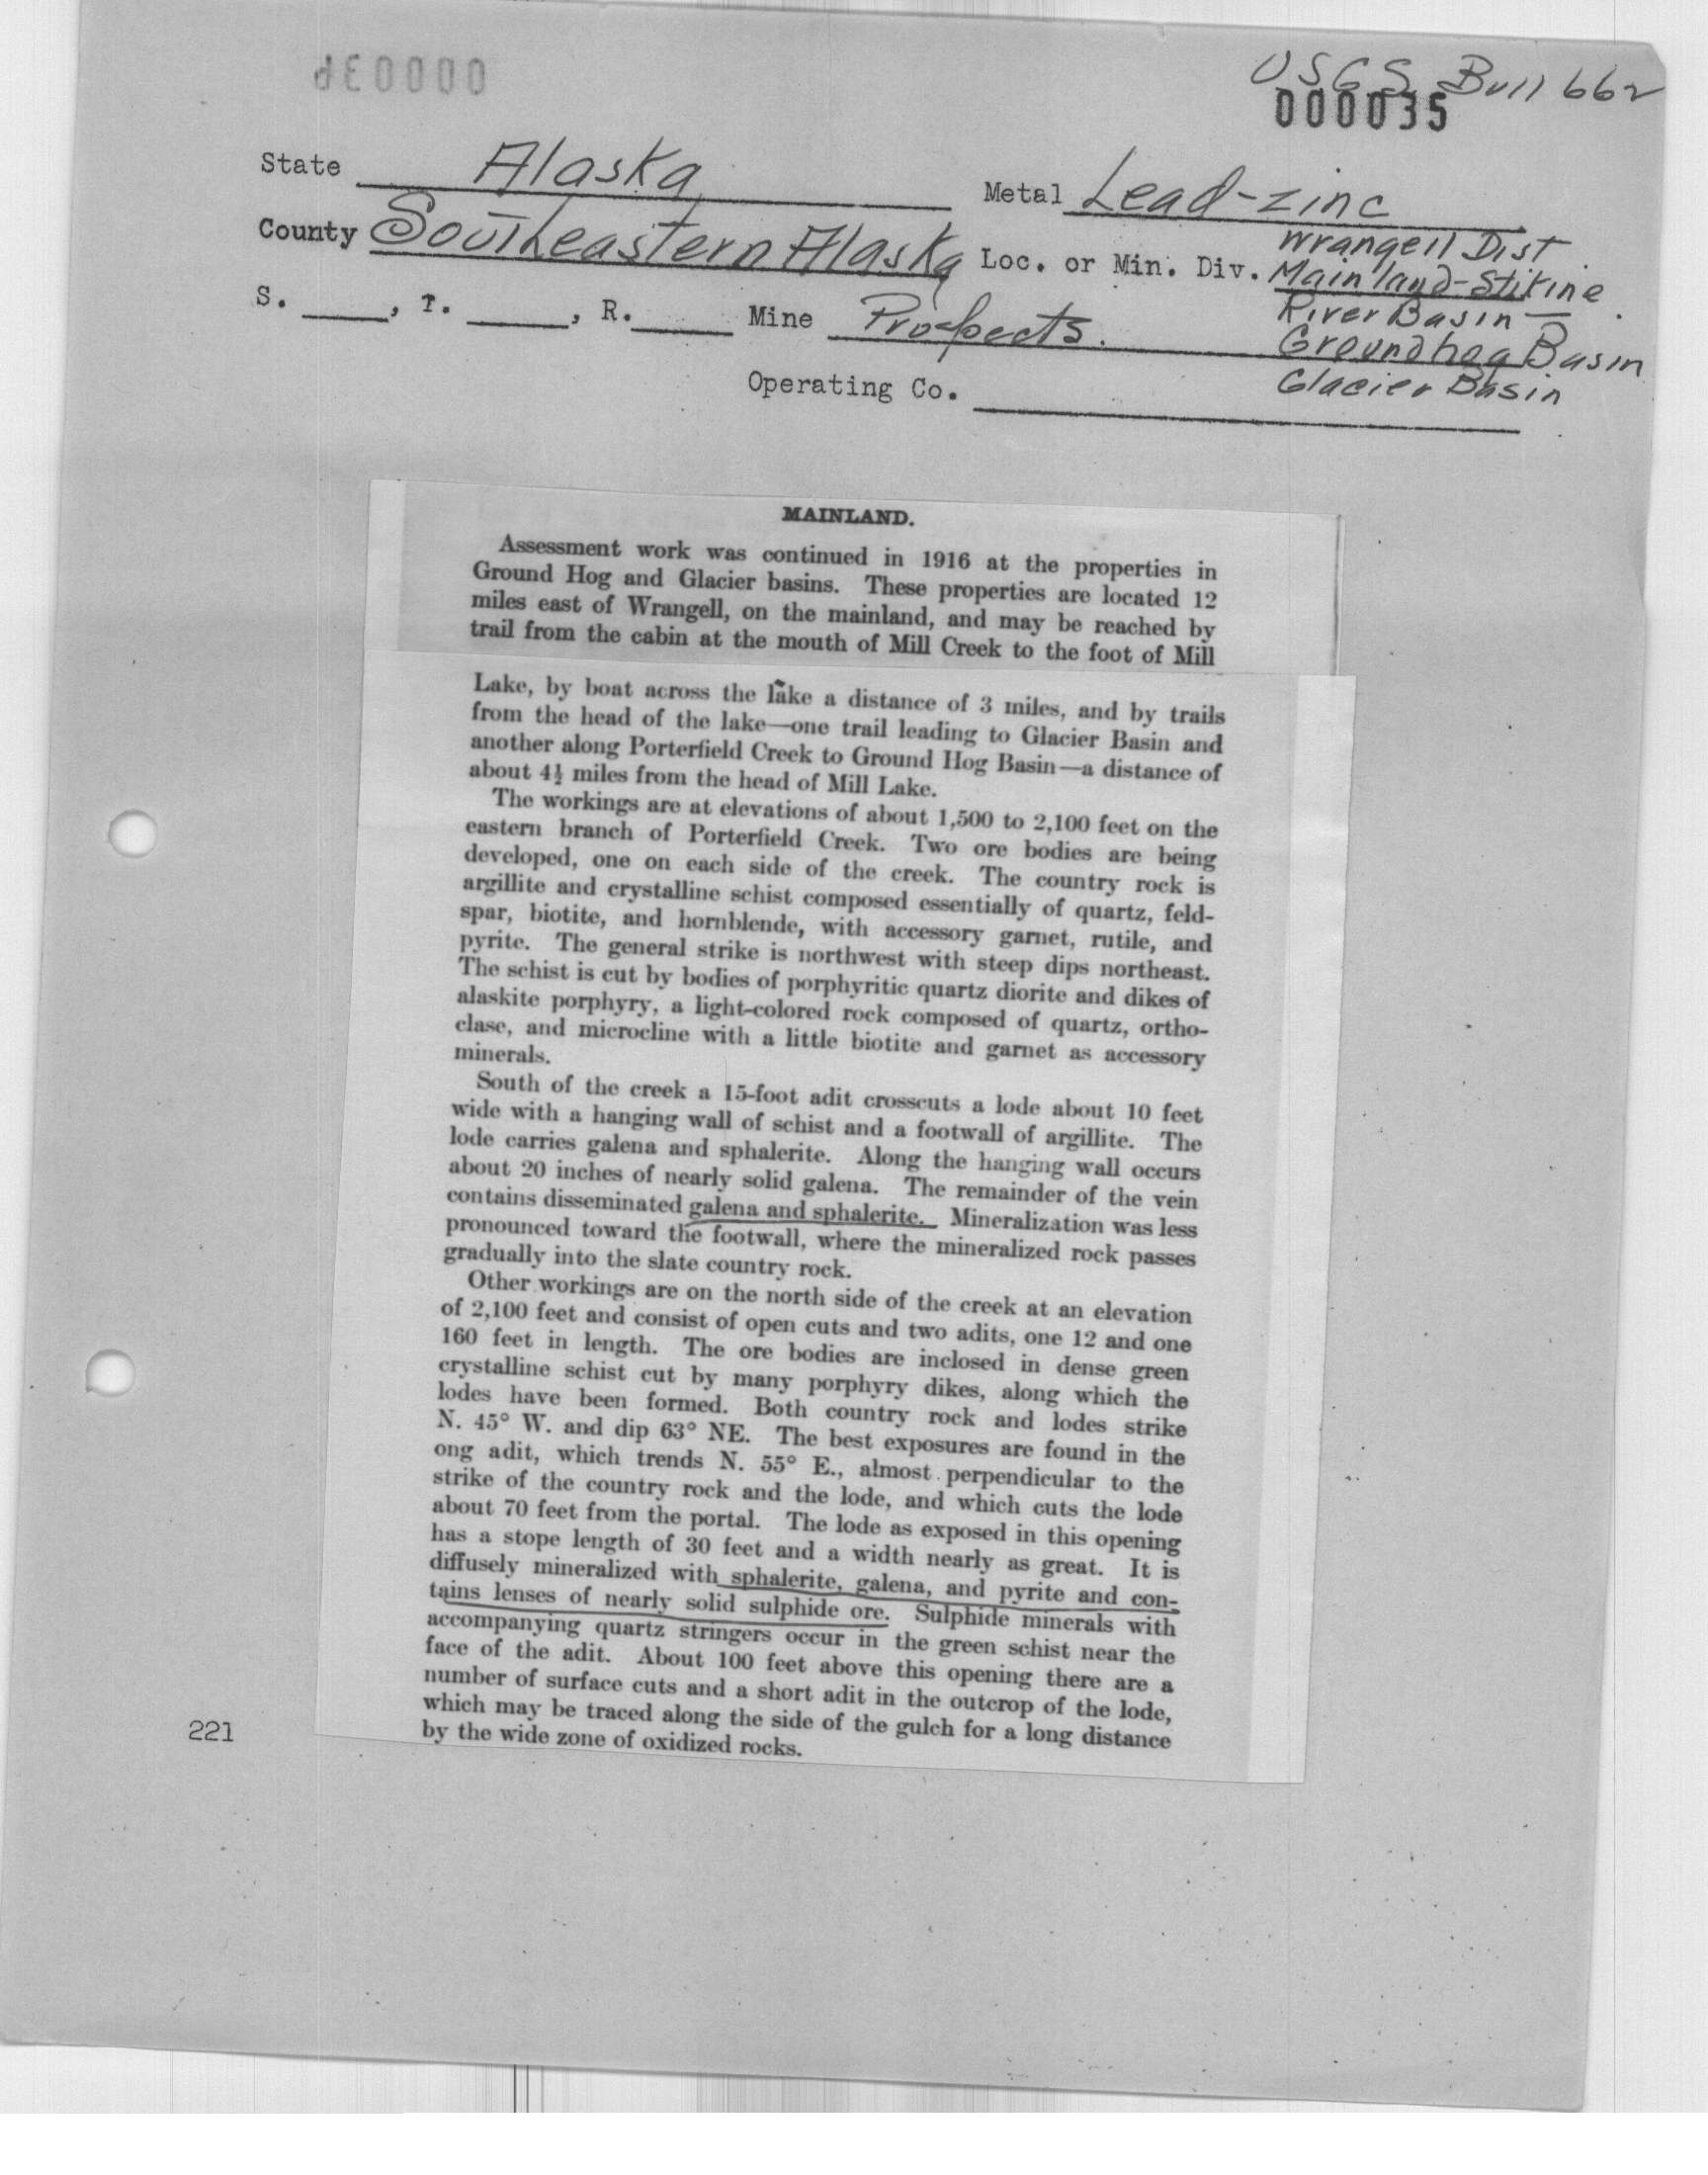 USGS Bull 662
000035
State Alaska
Metal Lead-zinc
County Southeastern Alaska Loc. or Min. Div. Wrangell Dist
Mainland-Stikine
River Basin —
Groundhog Basin
Glacier Basin
S. ____, T. ____, R. ____ Mine Prospects.
Operating Co.
MAINLAND.
Assessment work was continued in 1916 at the properties in
Ground Hog and Glacier basins. These properties are located 12
miles east of Wrangell, on the mainland, and may be reached by
trail from the cabin at the mouth of Mill Creek to the foot of Mill
Lake, by boat across the lake a distance of 3 miles, and by trails
from the head of the lake—one trail leading to Glacier Basin and
another along Porterfield Creek to Ground Hog Basin—a distance of
about 4½ miles from the head of Mill Lake.
The workings are at elevations of about 1,500 to 2,100 feet on the
eastern branch of Porterfield Creek. Two ore bodies are being
developed, one on each side of the creek. The country rock is
argillite and crystalline schist composed essentially of quartz, feld-
spar, biotite, and hornblende, with accessory garnet, rutile, and
pyrite. The general strike is northwest with steep dips northeast.
The schist is cut by bodies of porphyritic quartz diorite and dikes of
alaskite porphyry, a light-colored rock composed of quartz, ortho-
clase, and microcline with a little biotite and garnet as accessory
minerals.
South of the creek a 15-foot adit crosscuts a lode about 10 feet
wide with a hanging wall of schist and a footwall of argillite. The
lode carries galena and sphalerite. Along the hanging wall occurs
about 20 inches of nearly solid galena. The remainder of the vein
contains disseminated galena and sphalerite. Mineralization was less
pronounced toward the footwall, where the mineralized rock passes
gradually into the slate country rock.
Other workings are on the north side of the creek at an elevation
of 2,100 feet and consist of open cuts and two adits, one 12 and one
160 feet in length. The ore bodies are inclosed in dense green
crystalline schist cut by many porphyry dikes, along which the
lodes have been formed. Both country rock and lodes strike
N. 45° W. and dip 63° NE. The best exposures are found in the
ong adit, which trends N. 55° E., almost perpendicular to the
strike of the country rock and the lode, and which cuts the lode
about 70 feet from the portal. The lode as exposed in this opening
has a stope length of 30 feet and a width nearly as great. It is
diffusely mineralized with sphalerite, galena, and pyrite and con-
tains lenses of nearly solid sulphide ore. Sulphide minerals with
accompanying quartz stringers occur in the green schist near the
face of the adit. About 100 feet above this opening there are a
number of surface cuts and a short adit in the outcrop of the lode,
which may be traced along the side of the gulch for a long distance
by the wide zone of oxidized rocks.
221